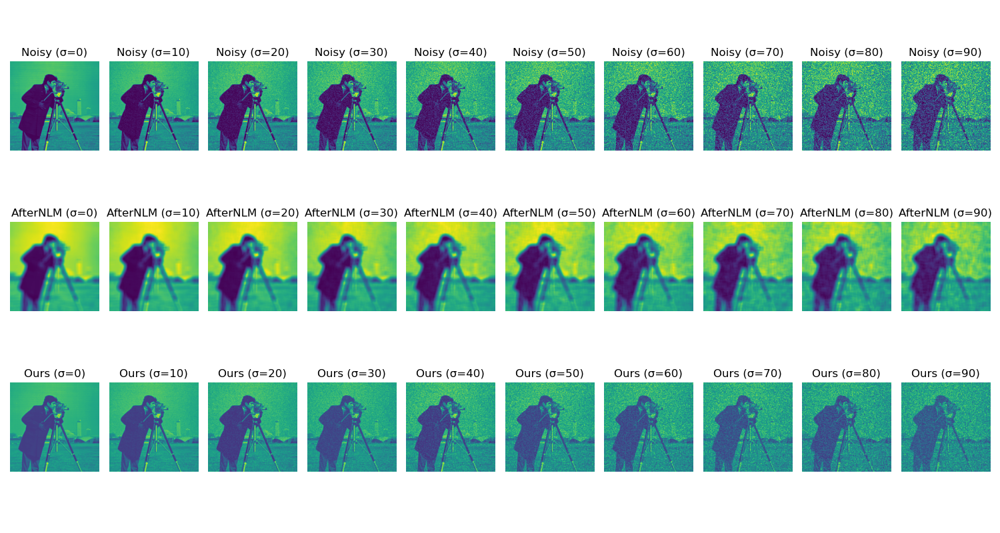 Noisy (σ=0) Noisy (σ=10) Noisy (σ=20) Noisy (σ=30) Noisy (σ=40) Noisy (σ=50) Noisy (σ=60) Noisy (σ=70) Noisy (σ=80) Noisy (σ=90)
AfterNLM (σ=0) AfterNLM (σ=10) AfterNLM (σ=20) AfterNLM (σ=30) AfterNLM (σ=40) AfterNLM (σ=50) AfterNLM (σ=60) AfterNLM (σ=70) AfterNLM (σ=80) AfterNLM (σ=90)
Ours (σ=0) Ours (σ=10) Ours (σ=20) Ours (σ=30) Ours (σ=40) Ours (σ=50) Ours (σ=60) Ours (σ=70) Ours (σ=80) Ours (σ=90)